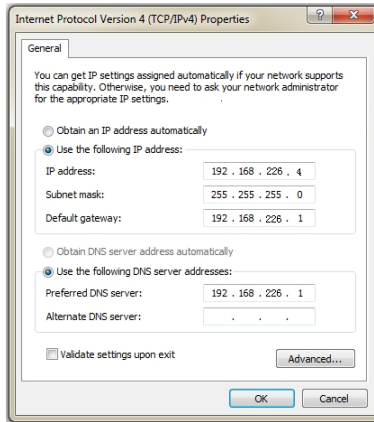 Internet Protocol Version 4 (TCP/IPv4) Properties
General
You can get IP settings assigned automatically if your network supports
this capability. Otherwise, you need to ask your network administrator
for the appropriate IP settings.
Obtain an IP address automatically
Use the following IP address:
IP address: 192 . 168 . 226 . 4
Subnet mask: 255 . 255 . 255 . 0
Default gateway: 192 . 168 . 226 . 1
Obtain DNS server address automatically
Use the following DNS server addresses:
Preferred DNS server: 192 . 168 . 226 . 1
Alternate DNS server: . . .
Validate settings upon exit
Advanced...
OK Cancel